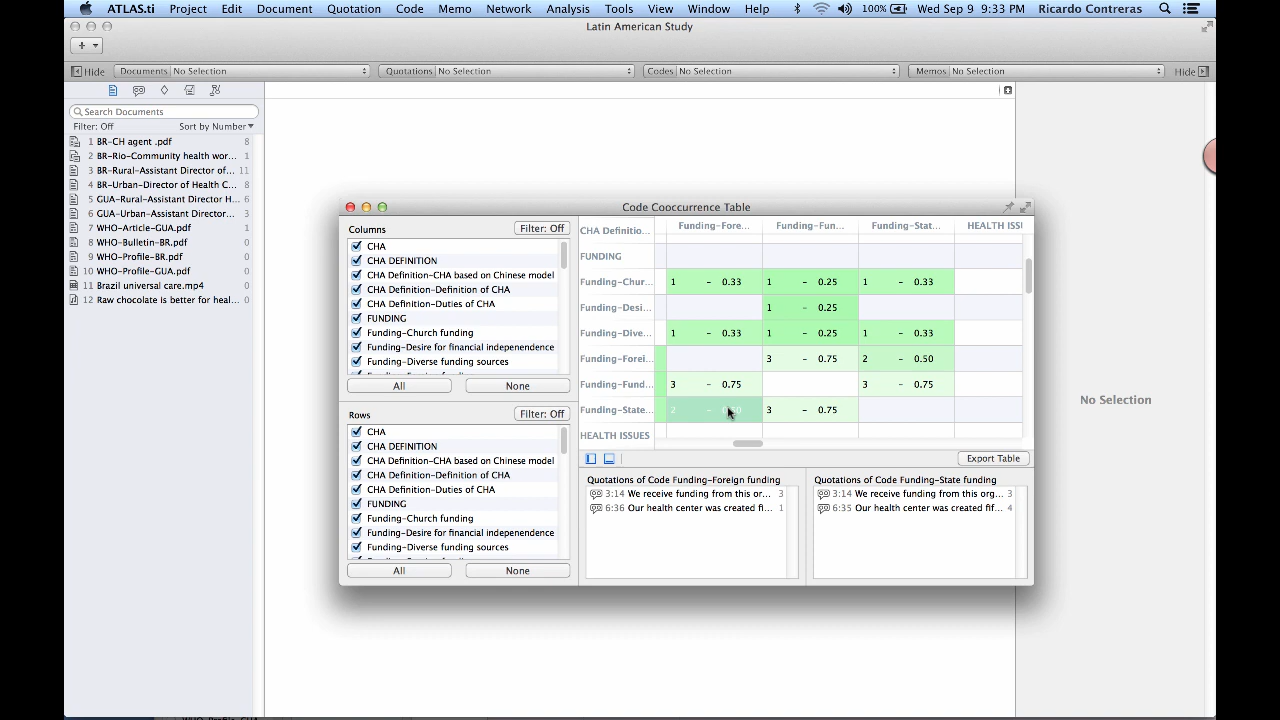 ATLAS.ti Project Edit Document Quotation Code Memo Network Analysis Tools View Window Help 100% Wed Sep 9 9:33 PM Ricardo Contreras
Latin American Study
+
Hide Documents No Selection Quotations No Selection Codes No Selection Memos No Selection Hide
Search Documents
Filter: Off Sort by Number
1 BR-CH agent .pdf 8
2 BR-Rio-Community health wor... 1
3 BR-Rural-Assistant Director of... 11
4 BR-Urban-Director of Health C... 8
5 GUA-Rural-Assistant Director H... 6
6 GUA-Urban-Assistant Director... 3
7 WHO-Article-GUA.pdf 0
8 WHO-Bulletin-BR.pdf 0
9 WHO-Profile-BR.pdf 0
10 WHO-Profile-GUA.pdf 0
11 Brazil universal care.mp4 0
12 Raw chocolate is better for heal... 0
Code Cooccurrence Table
Columns Filter: Off
CHA
CHA DEFINITION
CHA Definition-CHA based on Chinese model
CHA Definition-Definition of CHA
CHA Definition-Duties of CHA
FUNDING
Funding-Church funding
Funding-Desire for financial independence
Funding-Diverse funding sources
All None
Rows Filter: Off
CHA
CHA DEFINITION
CHA Definition-CHA based on Chinese model
CHA Definition-Definition of CHA
CHA Definition-Duties of CHA
FUNDING
Funding-Church funding
Funding-Desire for financial indepenbdence
Funding-Diverse funding sources
All None
CHA Definitio... Funding-Fore... Funding-Fun... Funding-Stat... HEALTH ISSU
FUNDING
Funding-Chur... 1 - 0.33 1 - 0.25 1 - 0.33
Funding-Desi... 1 - 0.25
Funding-Dive... 1 - 0.33 1 - 0.25 1 - 0.33
Funding-Forei... 3 - 0.75 2 - 0.50
Funding-Fund... 3 - 0.75 3 - 0.75
Funding-State... 2 - 0.50 3 - 0.75
HEALTH ISSUES
Export Table
Quotations of Code Funding-Foreign funding
3:14 We receive funding from this or... 3
6:36 Our health center was created fi... 1
Quotations of Code Funding-State funding
3:14 We receive funding from this org... 3
6:35 Our health center was created fif... 4
No Selection